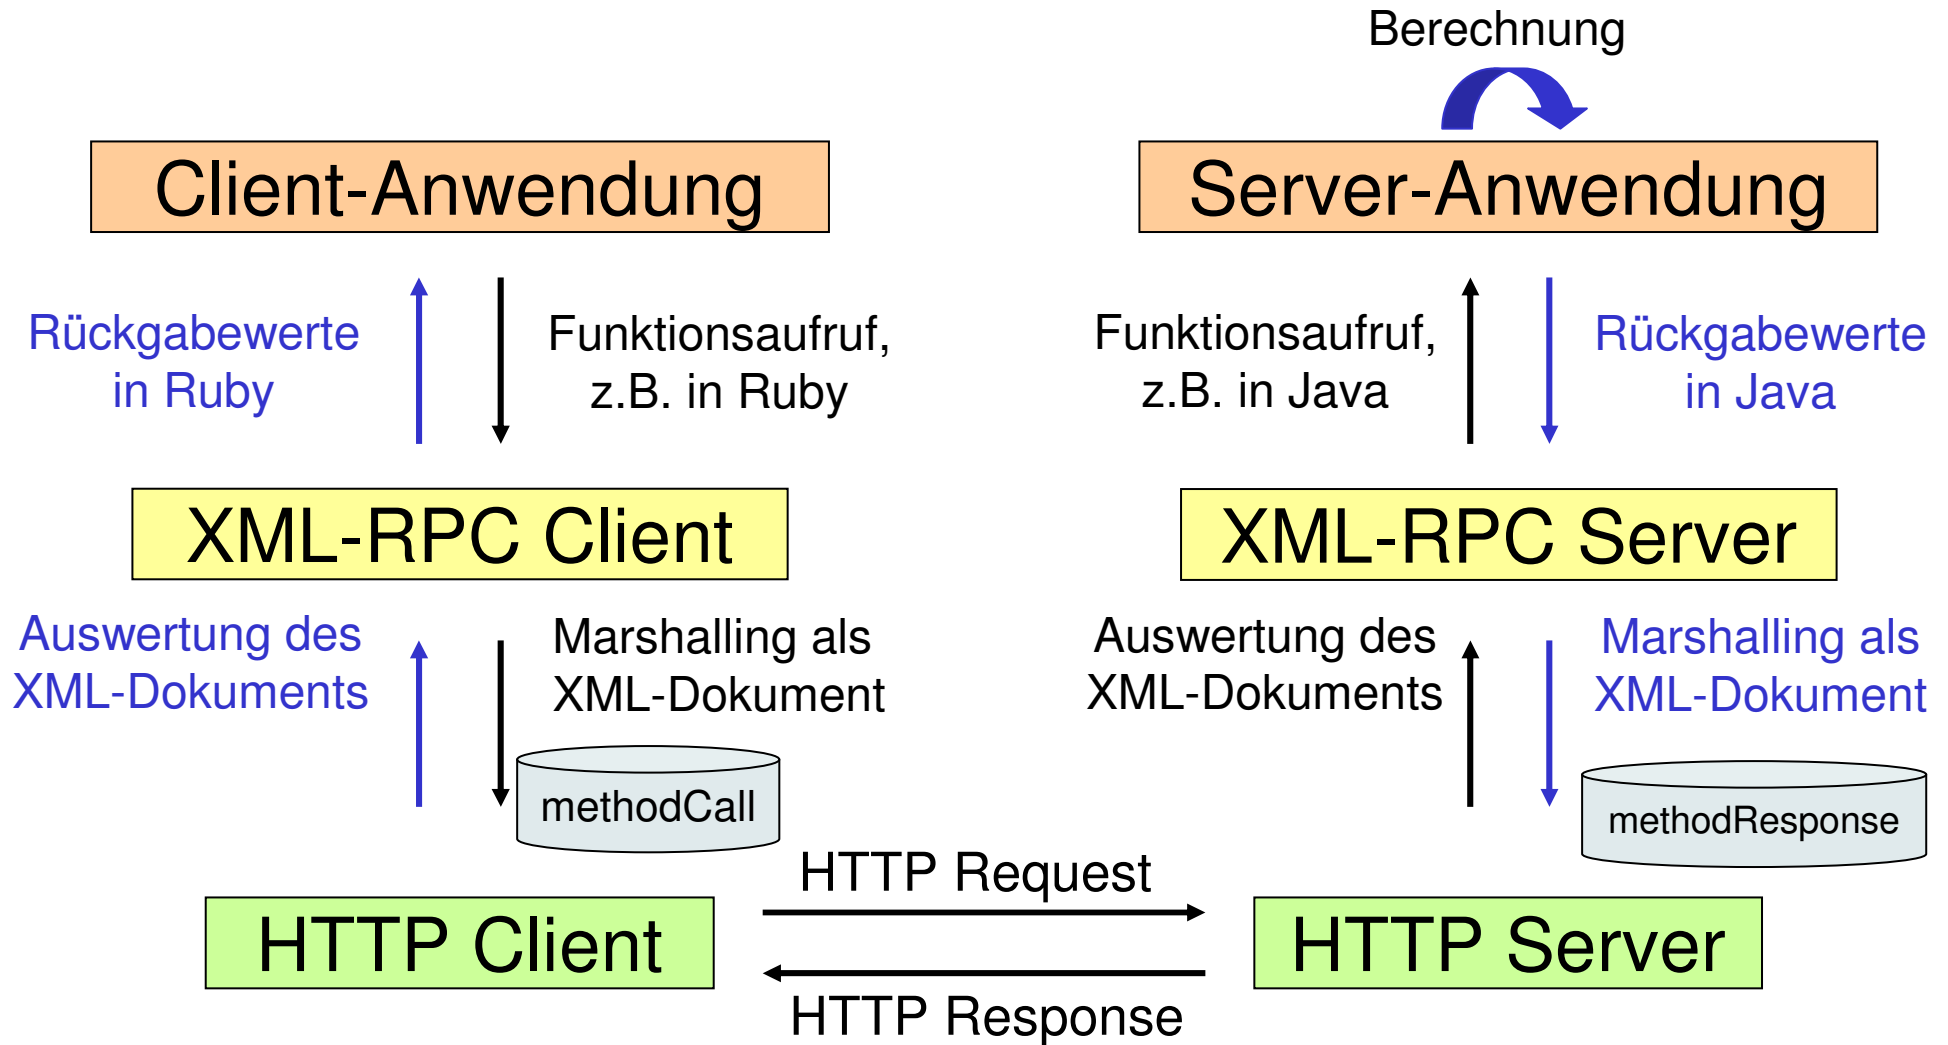 Berechnung
Client-Anwendung
Server-Anwendung
Rückgabewerte
in Ruby
Funktionsaufruf,
z.B. in Ruby
Funktionsaufruf,
z.B. in Java
Rückgabewerte
in Java
XML-RPC Client
XML-RPC Server
Auswertung des
XML-Dokuments
Marshalling als
XML-Dokument
Auswertung des
XML-Dokuments
Marshalling als
XML-Dokument
methodCall
methodResponse
HTTP Request
HTTP Client
HTTP Server
HTTP Response